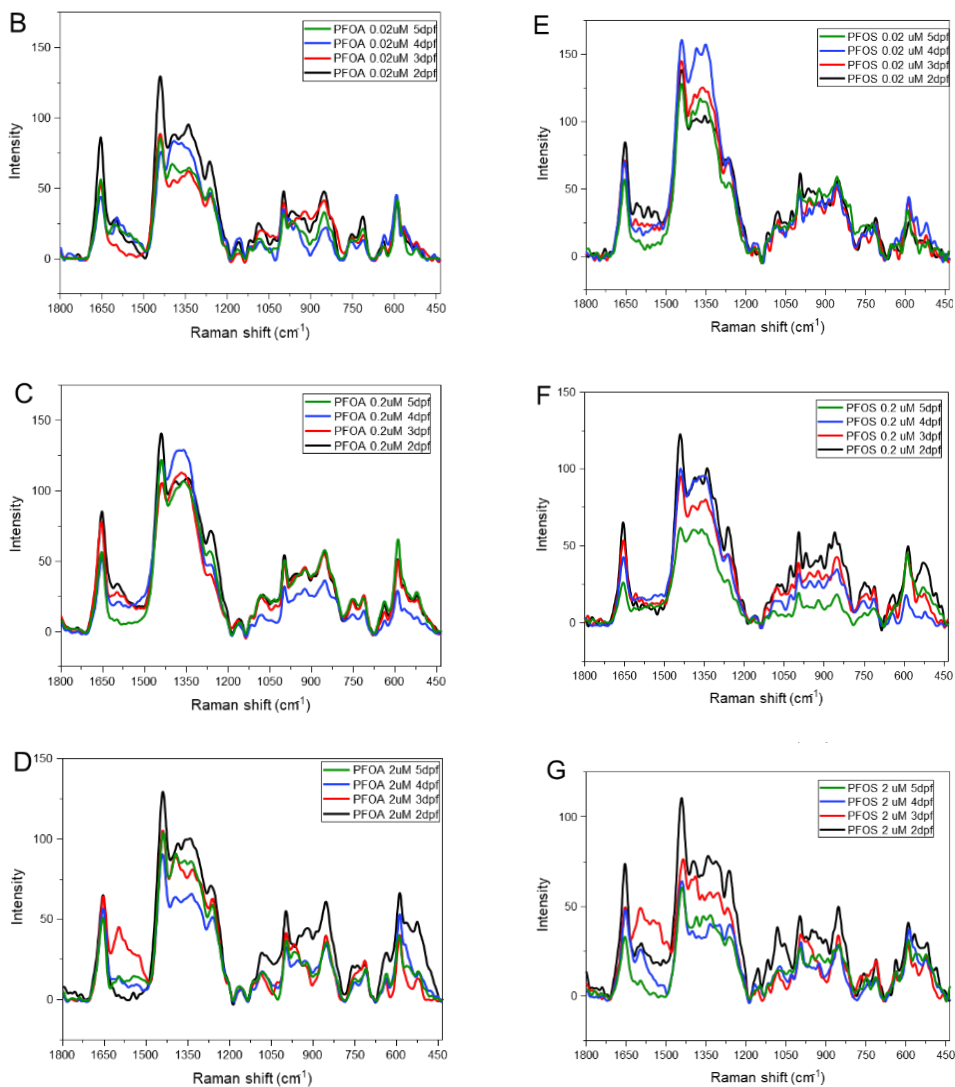 B
PFOA 0.02uM 5dpf
PFOA 0.02uM 4dpf
PFOA 0.02uM 3dpf
PFOA 0.02uM 2dpf
150
100
50
0
Intensity
1800 1650 1500 1350 1200 1050 900 750 600 450
Raman shift (cm-1)
E
PFOS 0.02 uM 5dpf
PFOS 0.02 uM 4dpf
PFOS 0.02 uM 3dpf
PFOS 0.02 uM 2dpf
150
100
50
0
Intensity
1800 1650 1500 1350 1200 1050 900 750 600 450
Raman shift (cm-1)
C
PFOA 0.2uM 5dpf
PFOA 0.2uM 4dpf
PFOA 0.2uM 3dpf
PFOA 0.2uM 2dpf
150
100
50
0
Intensity
1800 1650 1500 1350 1200 1050 900 750 600 450
Raman shift (cm-1)
F
PFOS 0.2 uM 5dpf
PFOS 0.2 uM 4dpf
PFOS 0.2 uM 3dpf
PFOS 0.2 uM 2dpf
150
100
50
0
Intensity
1800 1650 1500 1350 1200 1050 900 750 600 450
Raman shift (cm-1)
D
PFOA 2uM 5dpf
PFOA 2uM 4dpf
PFOA 2uM 3dpf
PFOA 2uM 2dpf
150
100
50
0
Intensity
1800 1650 1500 1350 1200 1050 900 750 600 450
Raman shift (cm-1)
G
PFOS 2 uM 5dpf
PFOS 2 uM 4dpf
PFOS 2 uM 3dpf
PFOS 2 uM 2dpf
150
100
50
0
Intensity
1800 1650 1500 1350 1200 1050 900 750 600 450
Raman shift (cm-1)